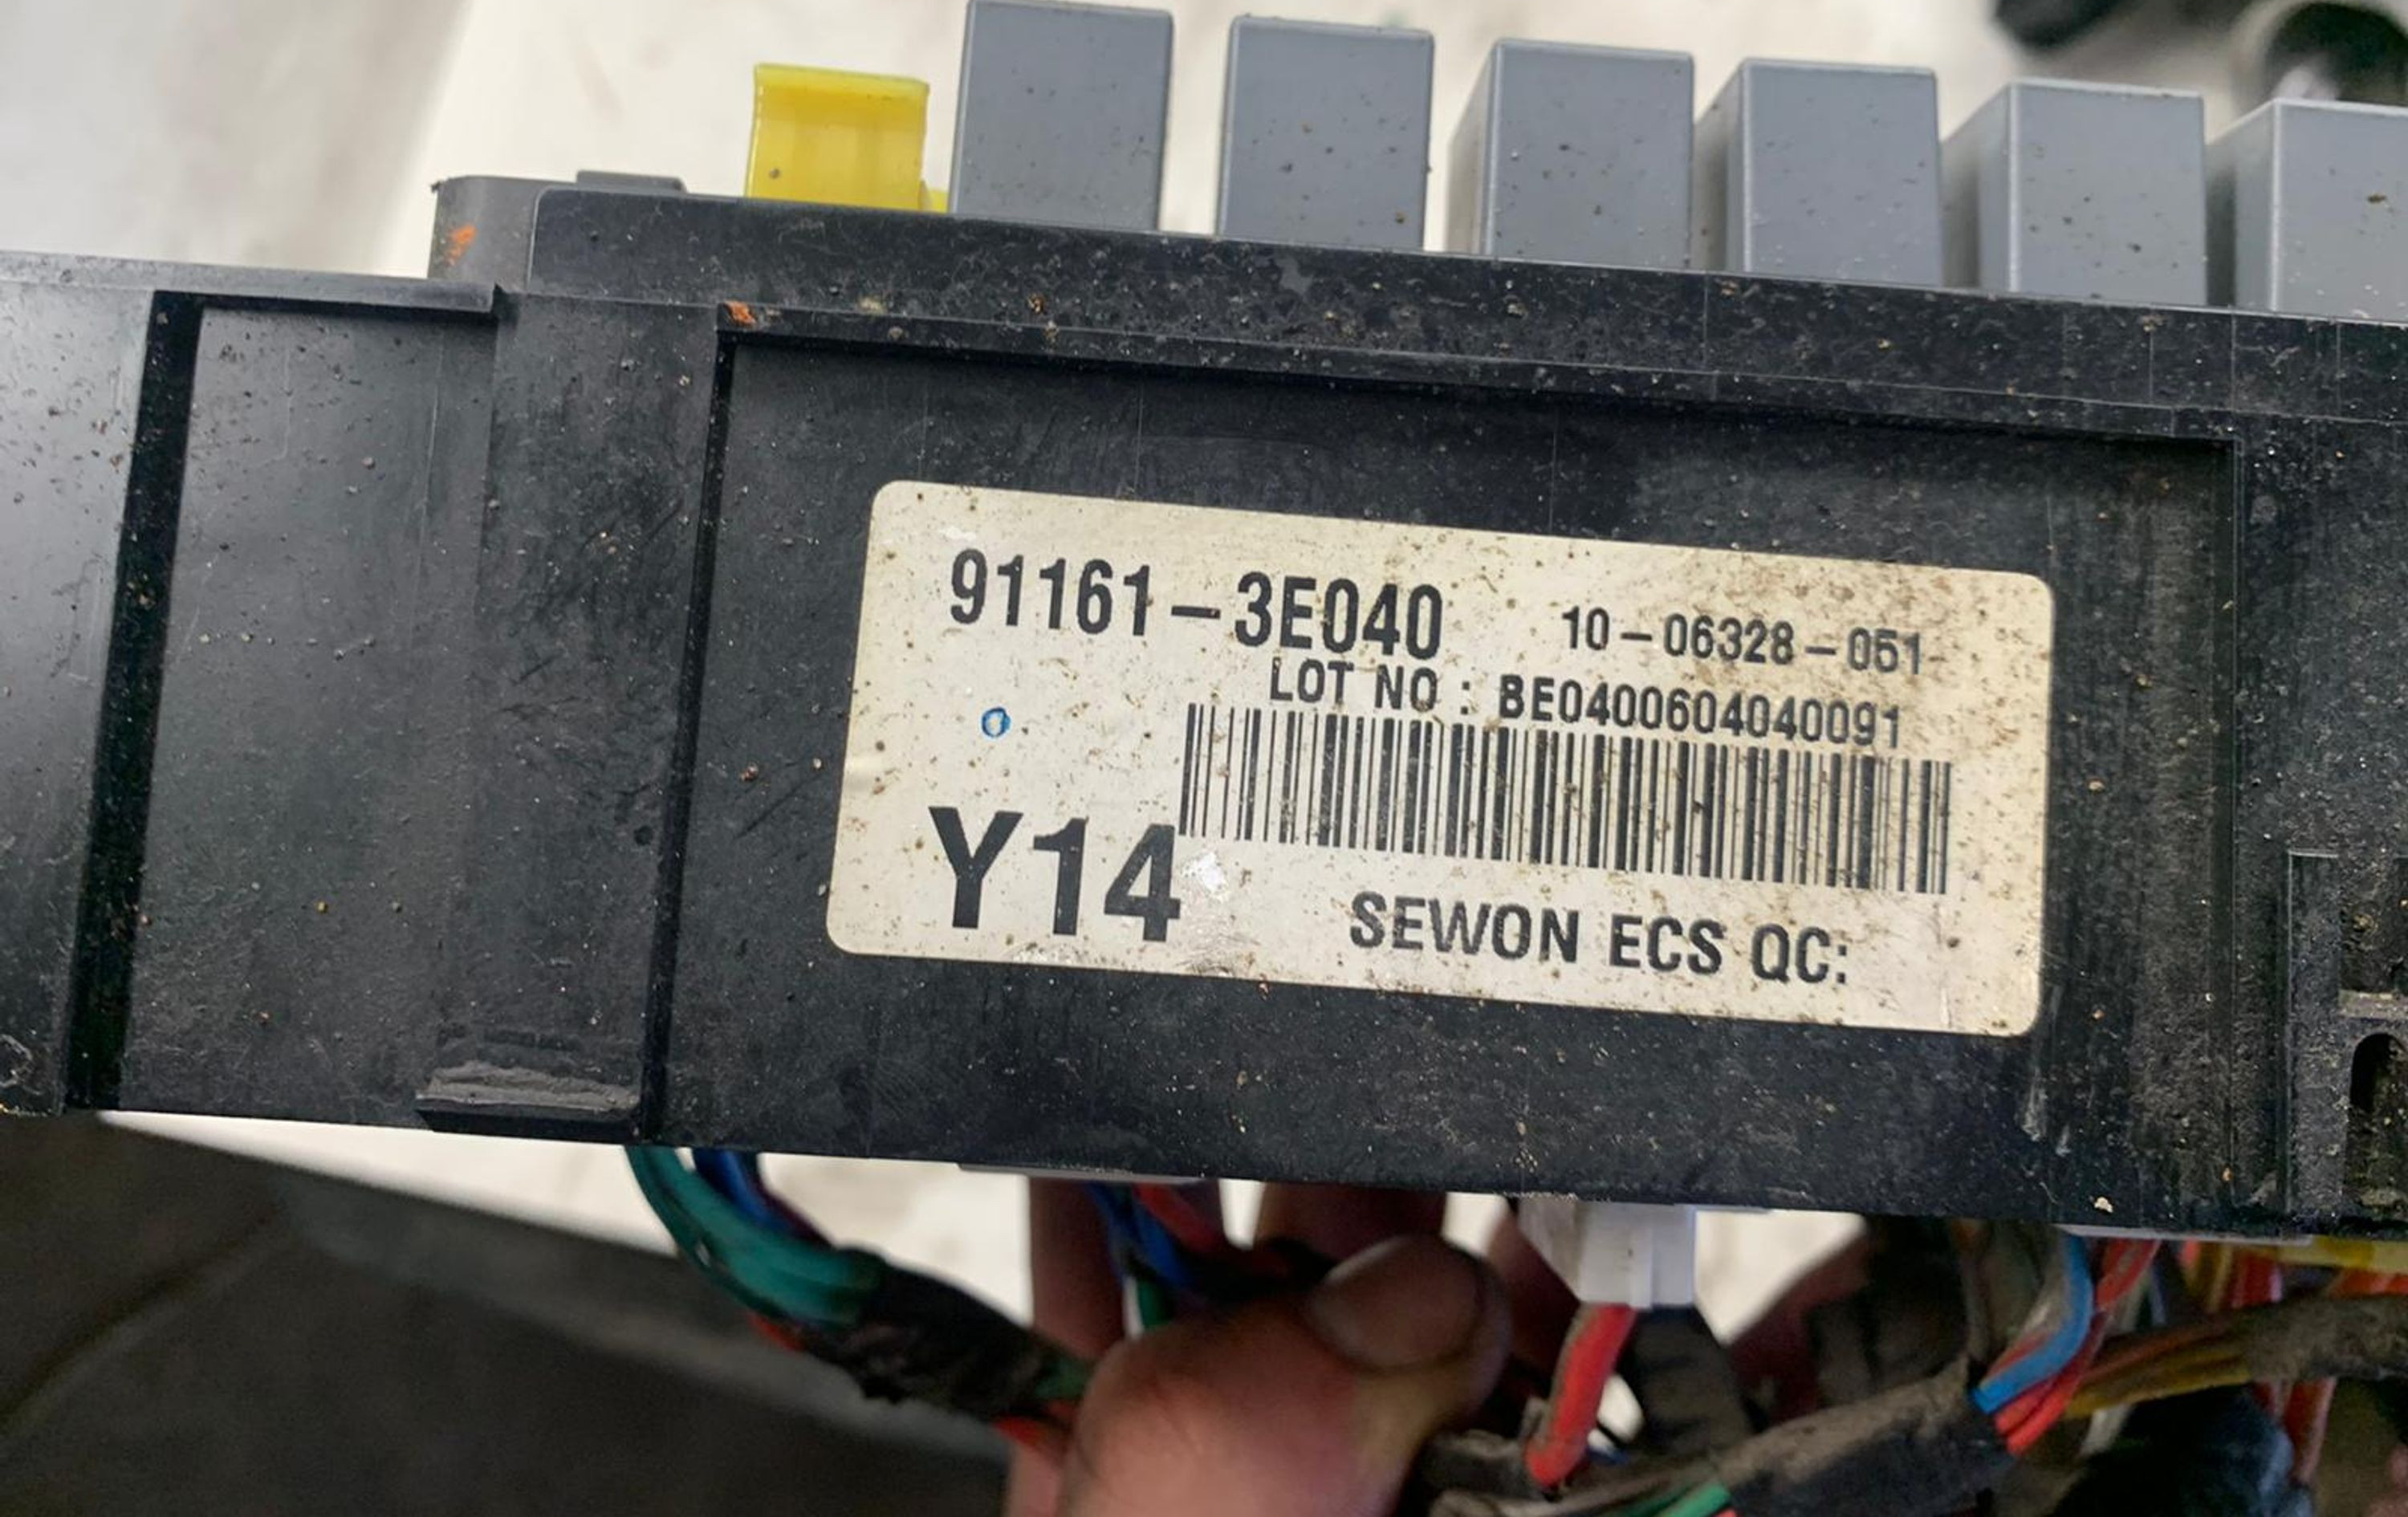 91161-3E040 10-06328-051
LOT NO : BE0400604040091
Y14
SEWON ECS QC: